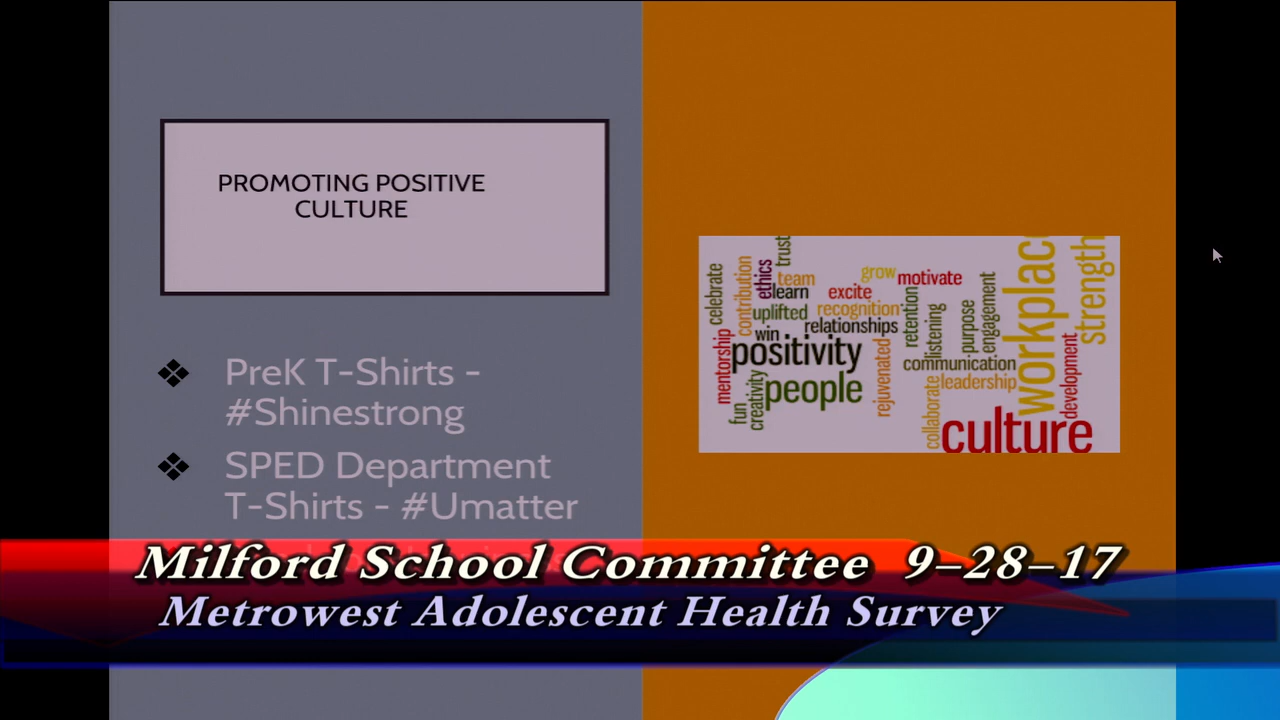 PROMOTING POSITIVE
CULTURE
PreK T-Shirts -
#Shinestrong
SPED Department
T-Shirts - #Umatter
celebrate
mentorship
fun
contribution
creativity
ethics
trust
team
learn
uplifted
win
positivity
people
grow
motivate
excite
recognition
relationships
rejuvenated
retention
listening
purpose
engagement
communication
leadership
collaborate
culture
workplac
development
strength
Milford School Committee 9-28-17
Metrowest Adolescent Health Survey